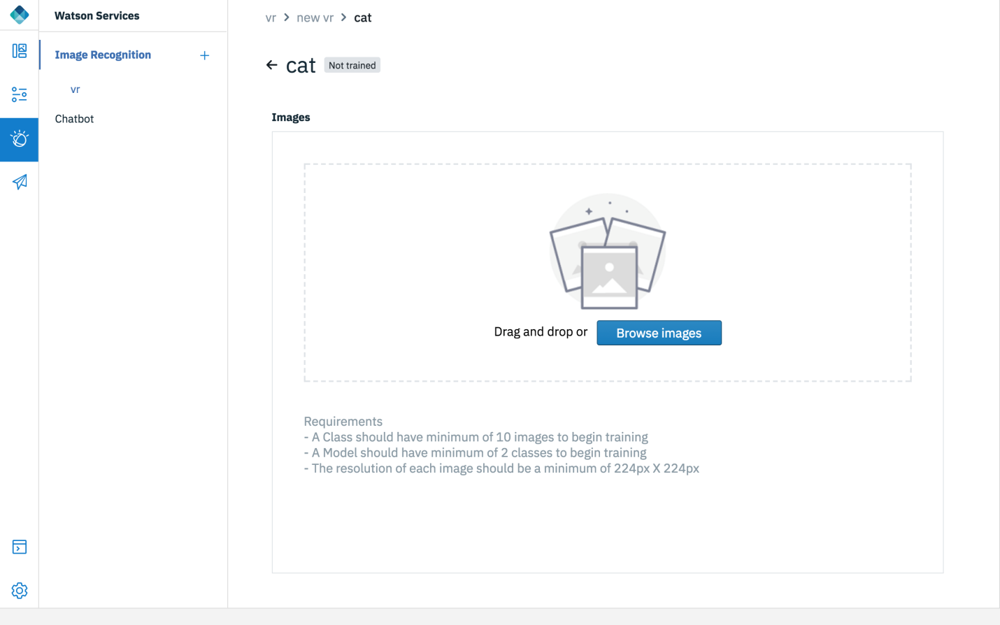 Watson Services
vr > new vr > cat
Image Recognition +
vr
Chatbot
← cat Not trained
Images
Drag and drop or Browse images
Requirements
- A Class should have minimum of 10 images to begin training
- A Model should have minimum of 2 classes to begin training
- The resolution of each image should be a minimum of 224px X 224px